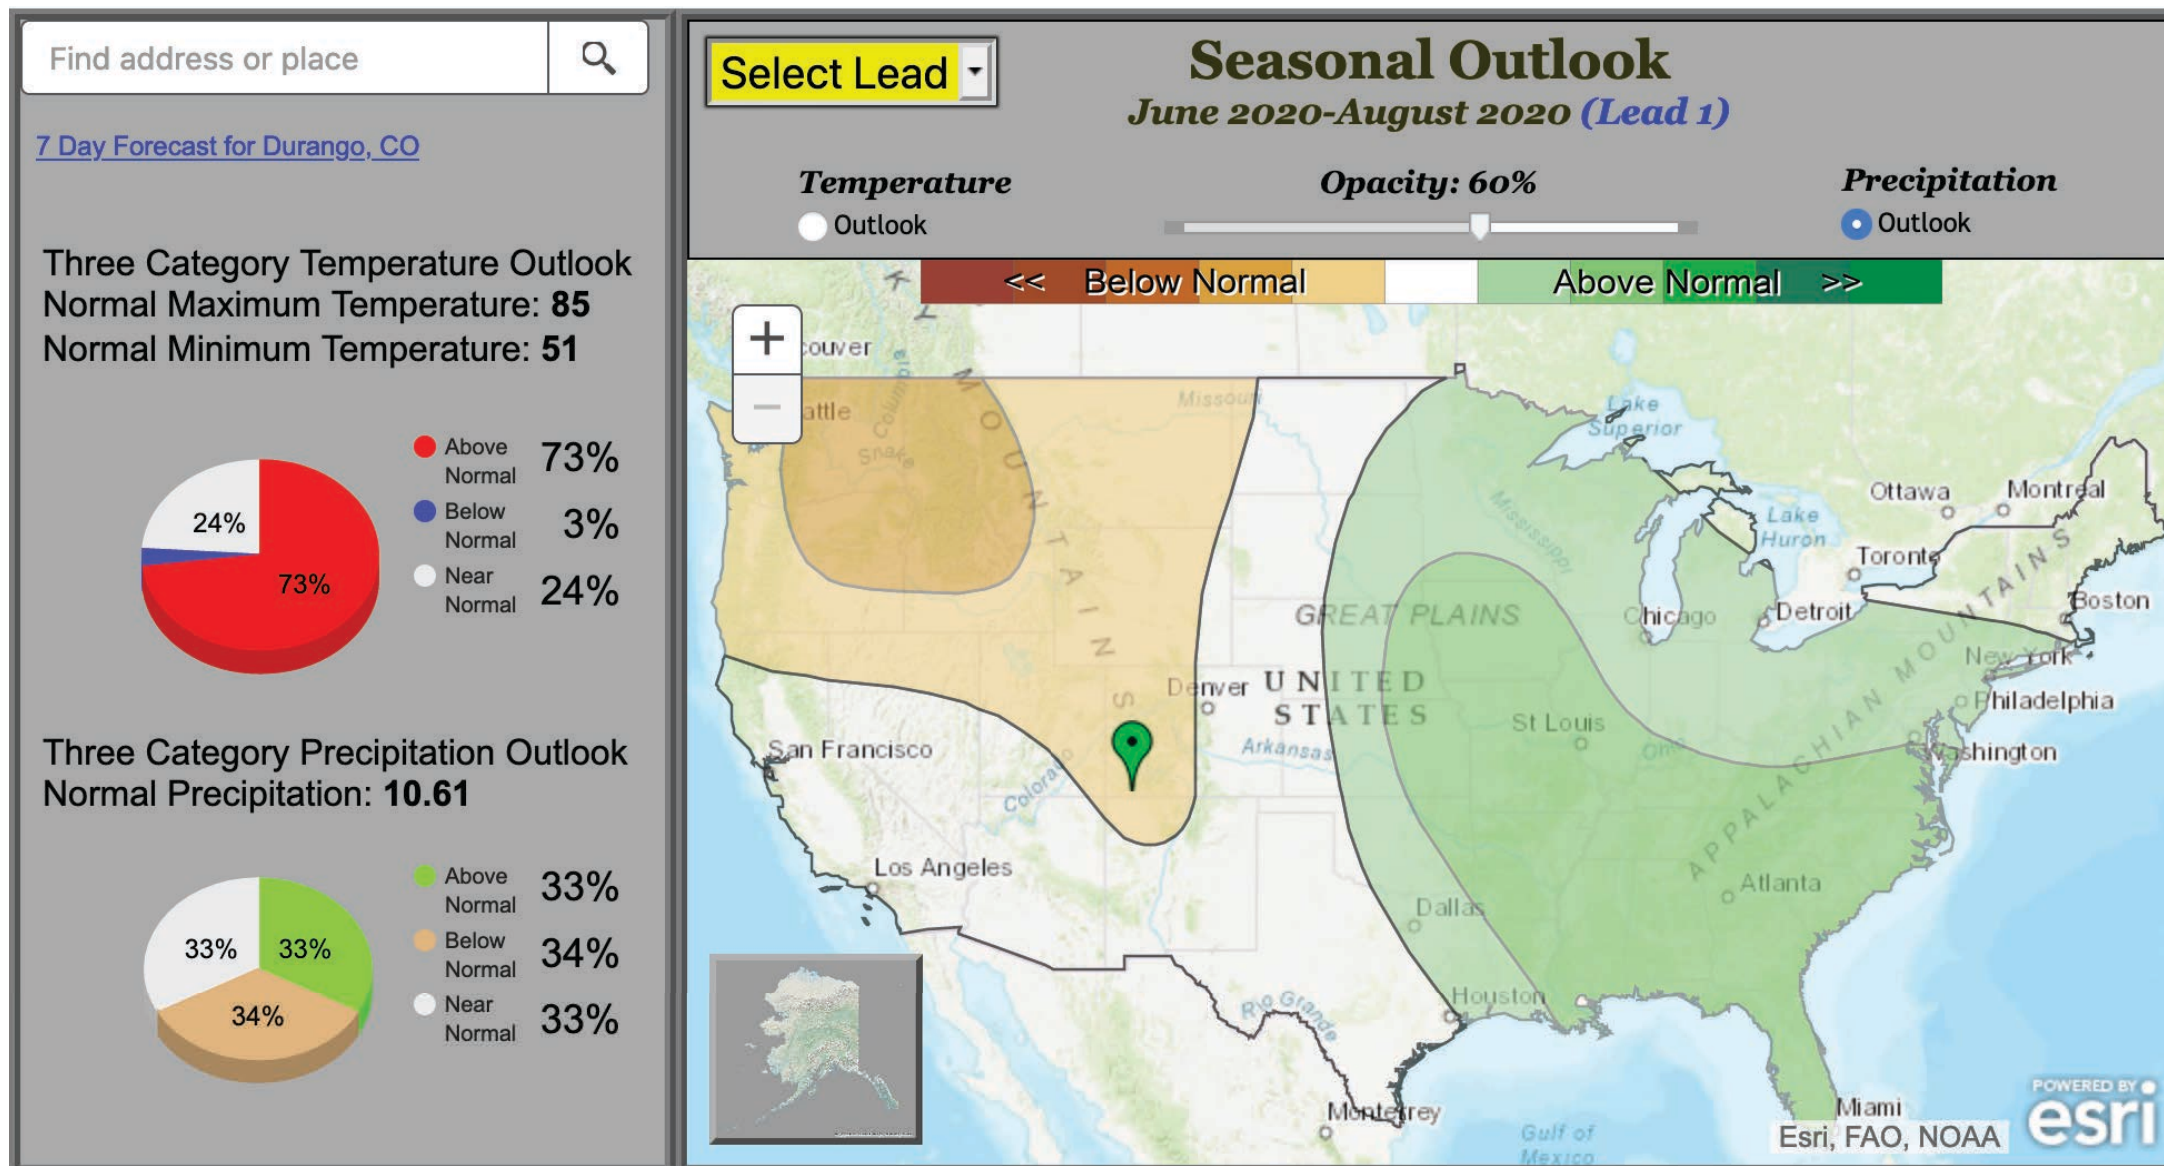 Find address or place
7 Day Forecast for Durango, CO
Three Category Temperature Outlook
Normal Maximum Temperature: 85
Normal Minimum Temperature: 51
Above
Normal
73%
Below
Normal
3%
Near
Normal
24%
24%
73%
Three Category Precipitation Outlook
Normal Precipitation: 10.61
Above
Normal
33%
Below
Normal
34%
Near
Normal
33%
33%
33%
34%
Select Lead
Seasonal Outlook
June 2020-August 2020 (Lead 1)
Temperature
Outlook
Opacity: 60%
Precipitation
Outlook
<< Below Normal
Above Normal >>
+
−
couver
attle
Columbia
Snake
K Y
M O U N T A I N S
Missouri
Lake
Superior
Mississippi
Ottawa
Montreal
Lake
Huron
Toronto
Boston
GREAT PLAINS
Chicago
Detroit
New York
Denver
UNITED
STATES
Philadelphia
St Louis
Ohio
Washington
San Francisco
Colorado
Arkansas
APPALACHIAN MOUNTAINS
Los Angeles
Atlanta
Dallas
Houston
Rio Grande
Monterrey
Miami
Gulf of
Mexico
Esri, FAO, NOAA
POWERED BY
esri